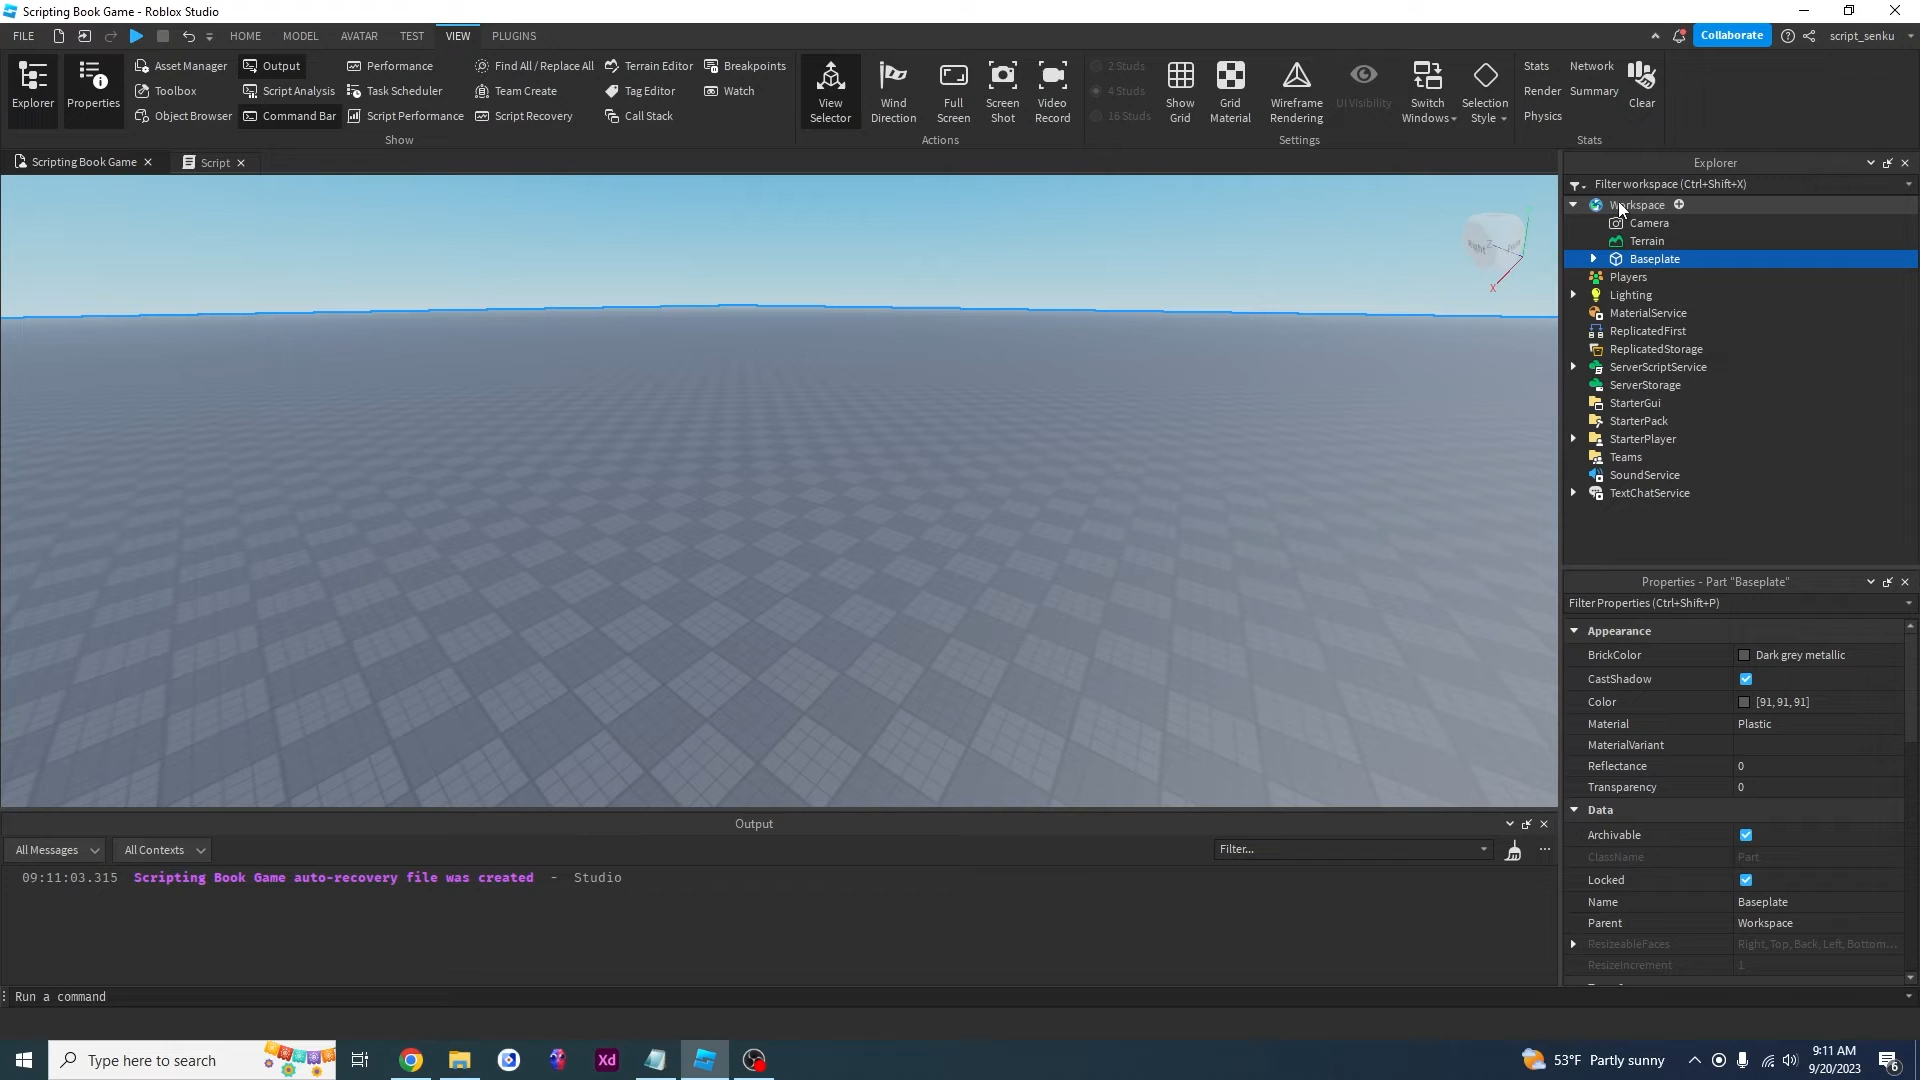 Scripting Book Game - Roblox Studio
FILE HOME MODEL AVATAR TEST VIEW PLUGINS Collaborate script_senku
Explorer
Properties
Asset Manager
Toolbox
Object Browser
Output
Script Analysis
Command Bar
Performance
Task Scheduler
Script Performance
Find All / Replace All
Team Create
Script Recovery
Terrain Editor
Tag Editor
Call Stack
Breakpoints
Watch
Show
View
Selector
Wind
Direction
Full
Screen
Screen
Shot
Video
Record
Actions
2 Studs
4 Studs
16 Studs
Show
Grid
Grid
Material
Wireframe
Rendering
UI Visibility
Switch
Windows
Selection
Style
Settings
Stats
Render
Physics
Network
Summary
Clear
Stats
Scripting Book Game
Script
Right
X
Explorer
Filter workspace (Ctrl+Shift+X)
Workspace
Camera
Terrain
Baseplate
Players
Lighting
MaterialService
ReplicatedFirst
ReplicatedStorage
ServerScriptService
ServerStorage
StarterGui
StarterPack
StarterPlayer
Teams
SoundService
TextChatService
Properties - Part "Baseplate"
Filter Properties (Ctrl+Shift+P)
Appearance
BrickColor Dark grey metallic
CastShadow
Color [91, 91, 91]
Material Plastic
MaterialVariant
Reflectance 0
Transparency 0
Data
Archivable
ClassName Part
Locked
Name Baseplate
Parent Workspace
ResizeableFaces Right, Top, Back, Left, Bottom...
ResizeIncrement 1
Output
All Messages All Contexts Filter...
09:11:03.315 Scripting Book Game auto-recovery file was created - Studio
Run a command
Type here to search
Xd
53°F Partly sunny
9:11 AM
9/20/2023
6